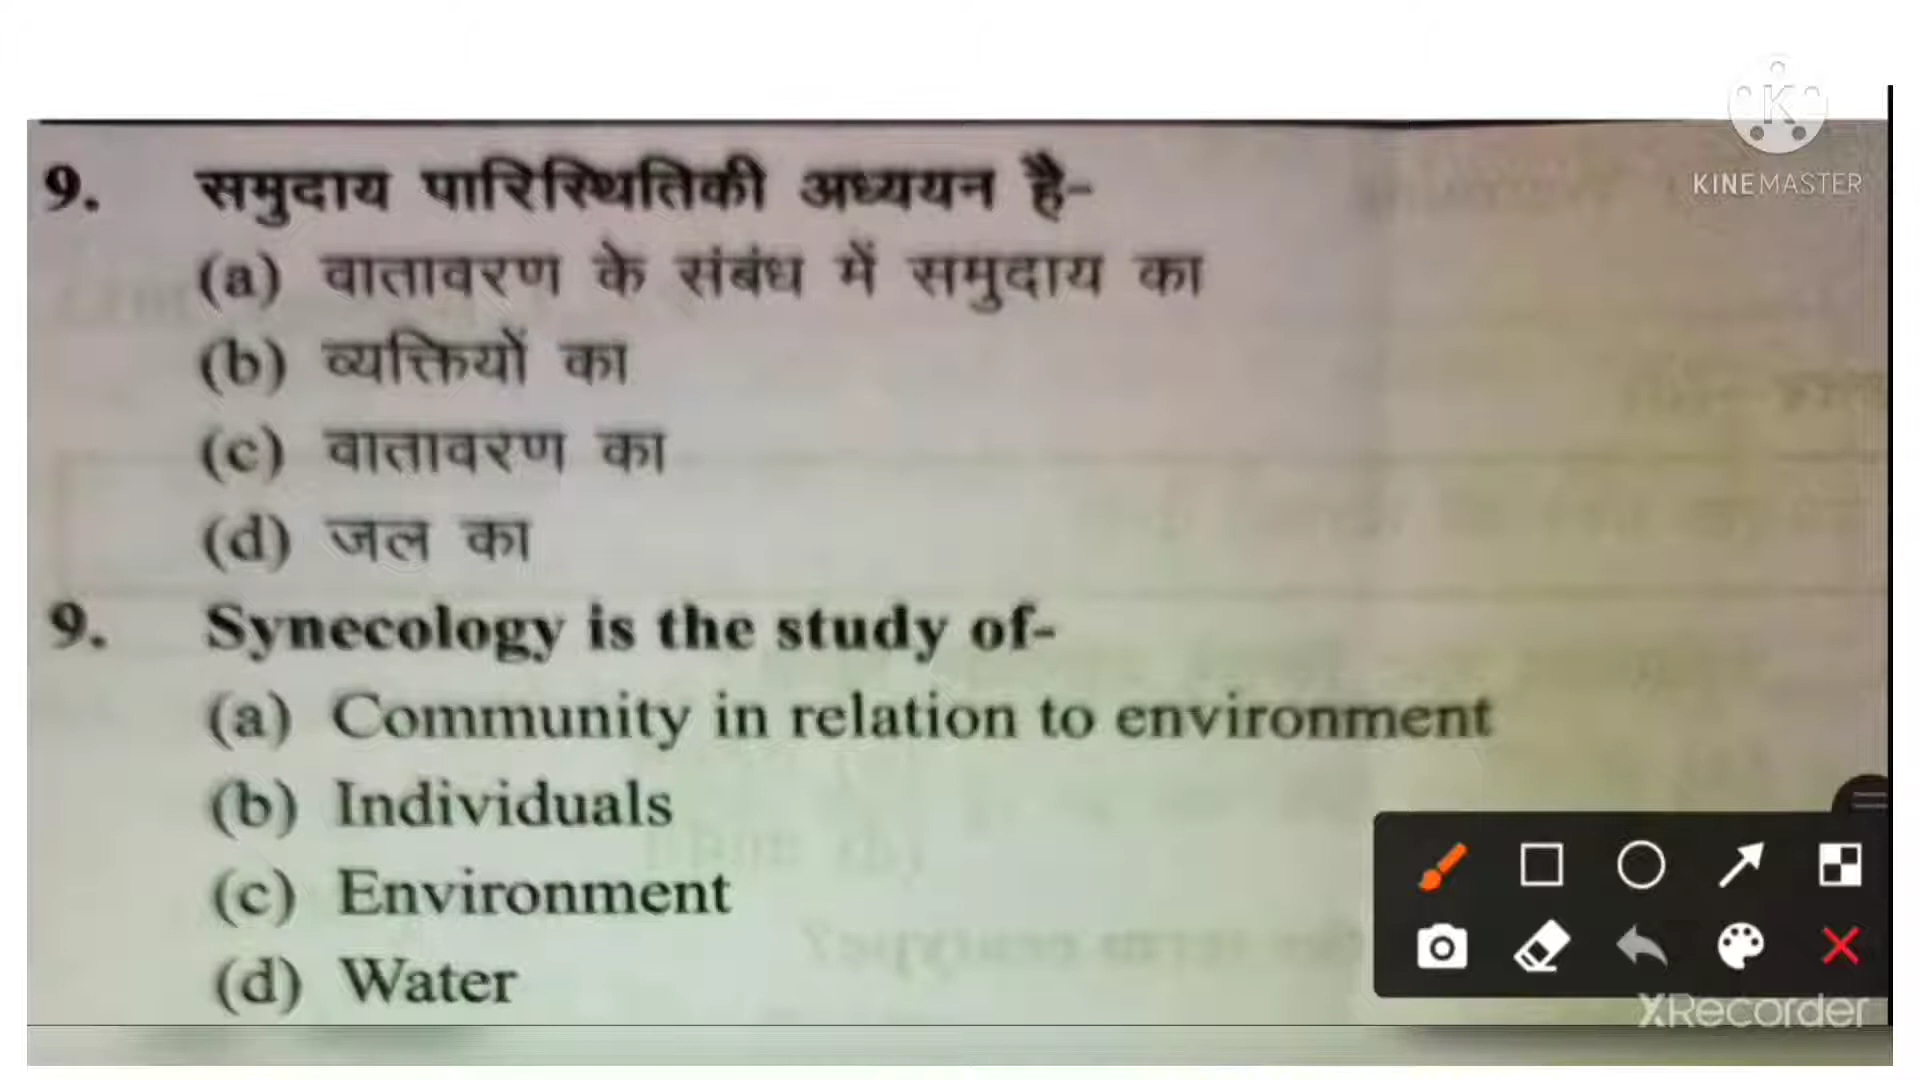 KINEMASTER
9. समुदाय पारिस्थितिकी अध्ययन है-
(a) वातावरण के संबंध में समुदाय का
(b) व्यक्तियों का
(c) वातावरण का
(d) जल का
9. Synecology is the study of-
(a) Community in relation to environment
(b) Individuals
(c) Environment
(d) Water
XRecorder